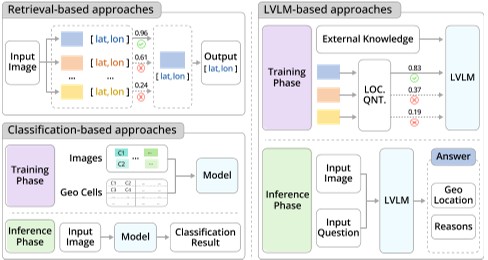 Retrieval-based approaches
Input
Image
[lat,lon]
[lat,lon]
...
...
[lat,lon]
0.96
0.61
0.24
[lat,lon]
Output
[lat,lon]
Classification-based approaches
Training
Phase
Images
C1
...
C2
Geo Cells
C1 C2
C3 C4
Model
Inference
Phase
Input
Image
Model
Classification
Result
LVLM-based approaches
Training
Phase
External Knowledge
LOC.
QNT.
0.83
0.37
0.19
LVLM
Inference
Phase
Input
Image
Input
Question
LVLM
Answer
Geo
Location
Reasons